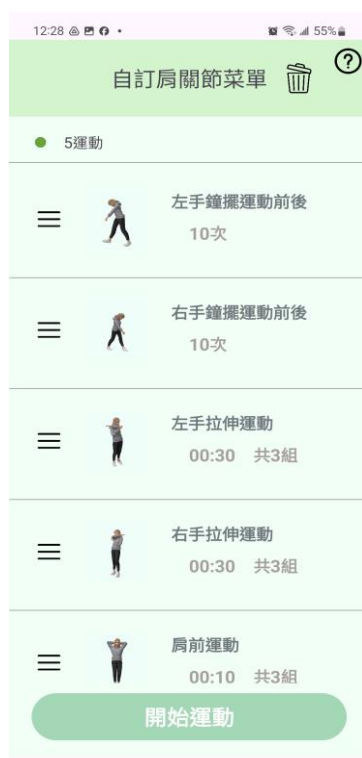 12:28
55%
自訂肩關節菜單
?
5運動
左手鐘擺運動前後
10次
右手鐘擺運動前後
10次
左手拉伸運動
00:30 共3組
右手拉伸運動
00:30 共3組
肩前運動
00:10 共3組
開始運動